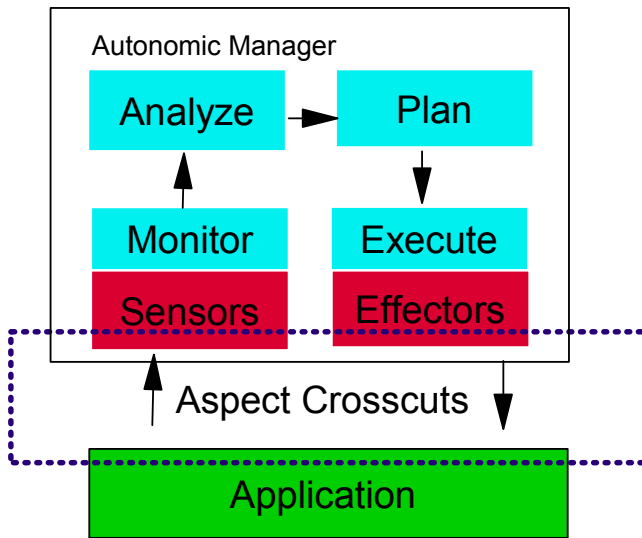 Autonomic Manager
Analyze
Plan
Monitor
Execute
Sensors
Effectors
Aspect Crosscuts
Application